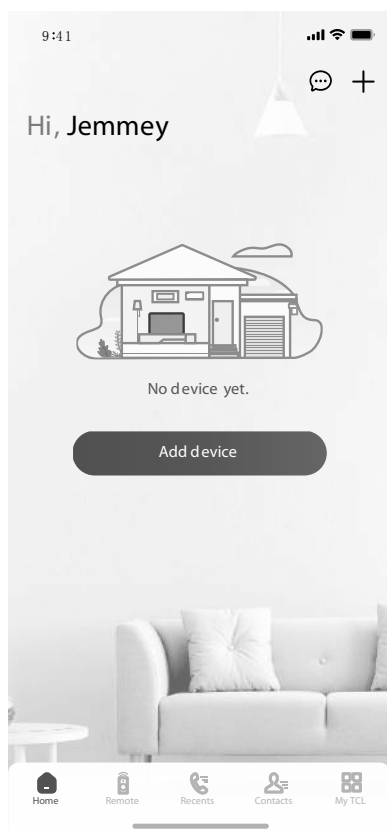 9:41
Hi, Jemmey
No device yet.
Add device
Home Remote Recents Contacts My TCL